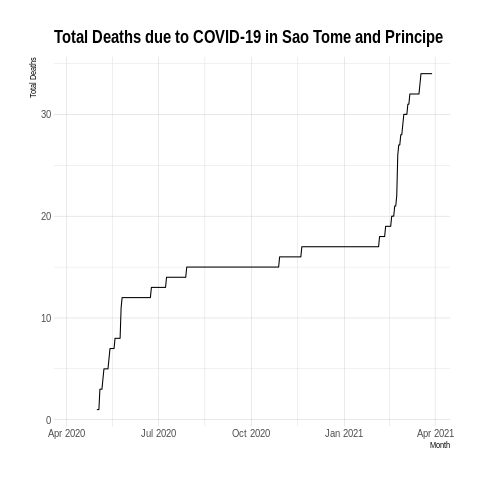 Total Deaths due to COVID-19 in Sao Tome and Principe
Total Deaths
30
20
10
0
Apr 2020 Jul 2020 Oct 2020 Jan 2021 Apr 2021
Month